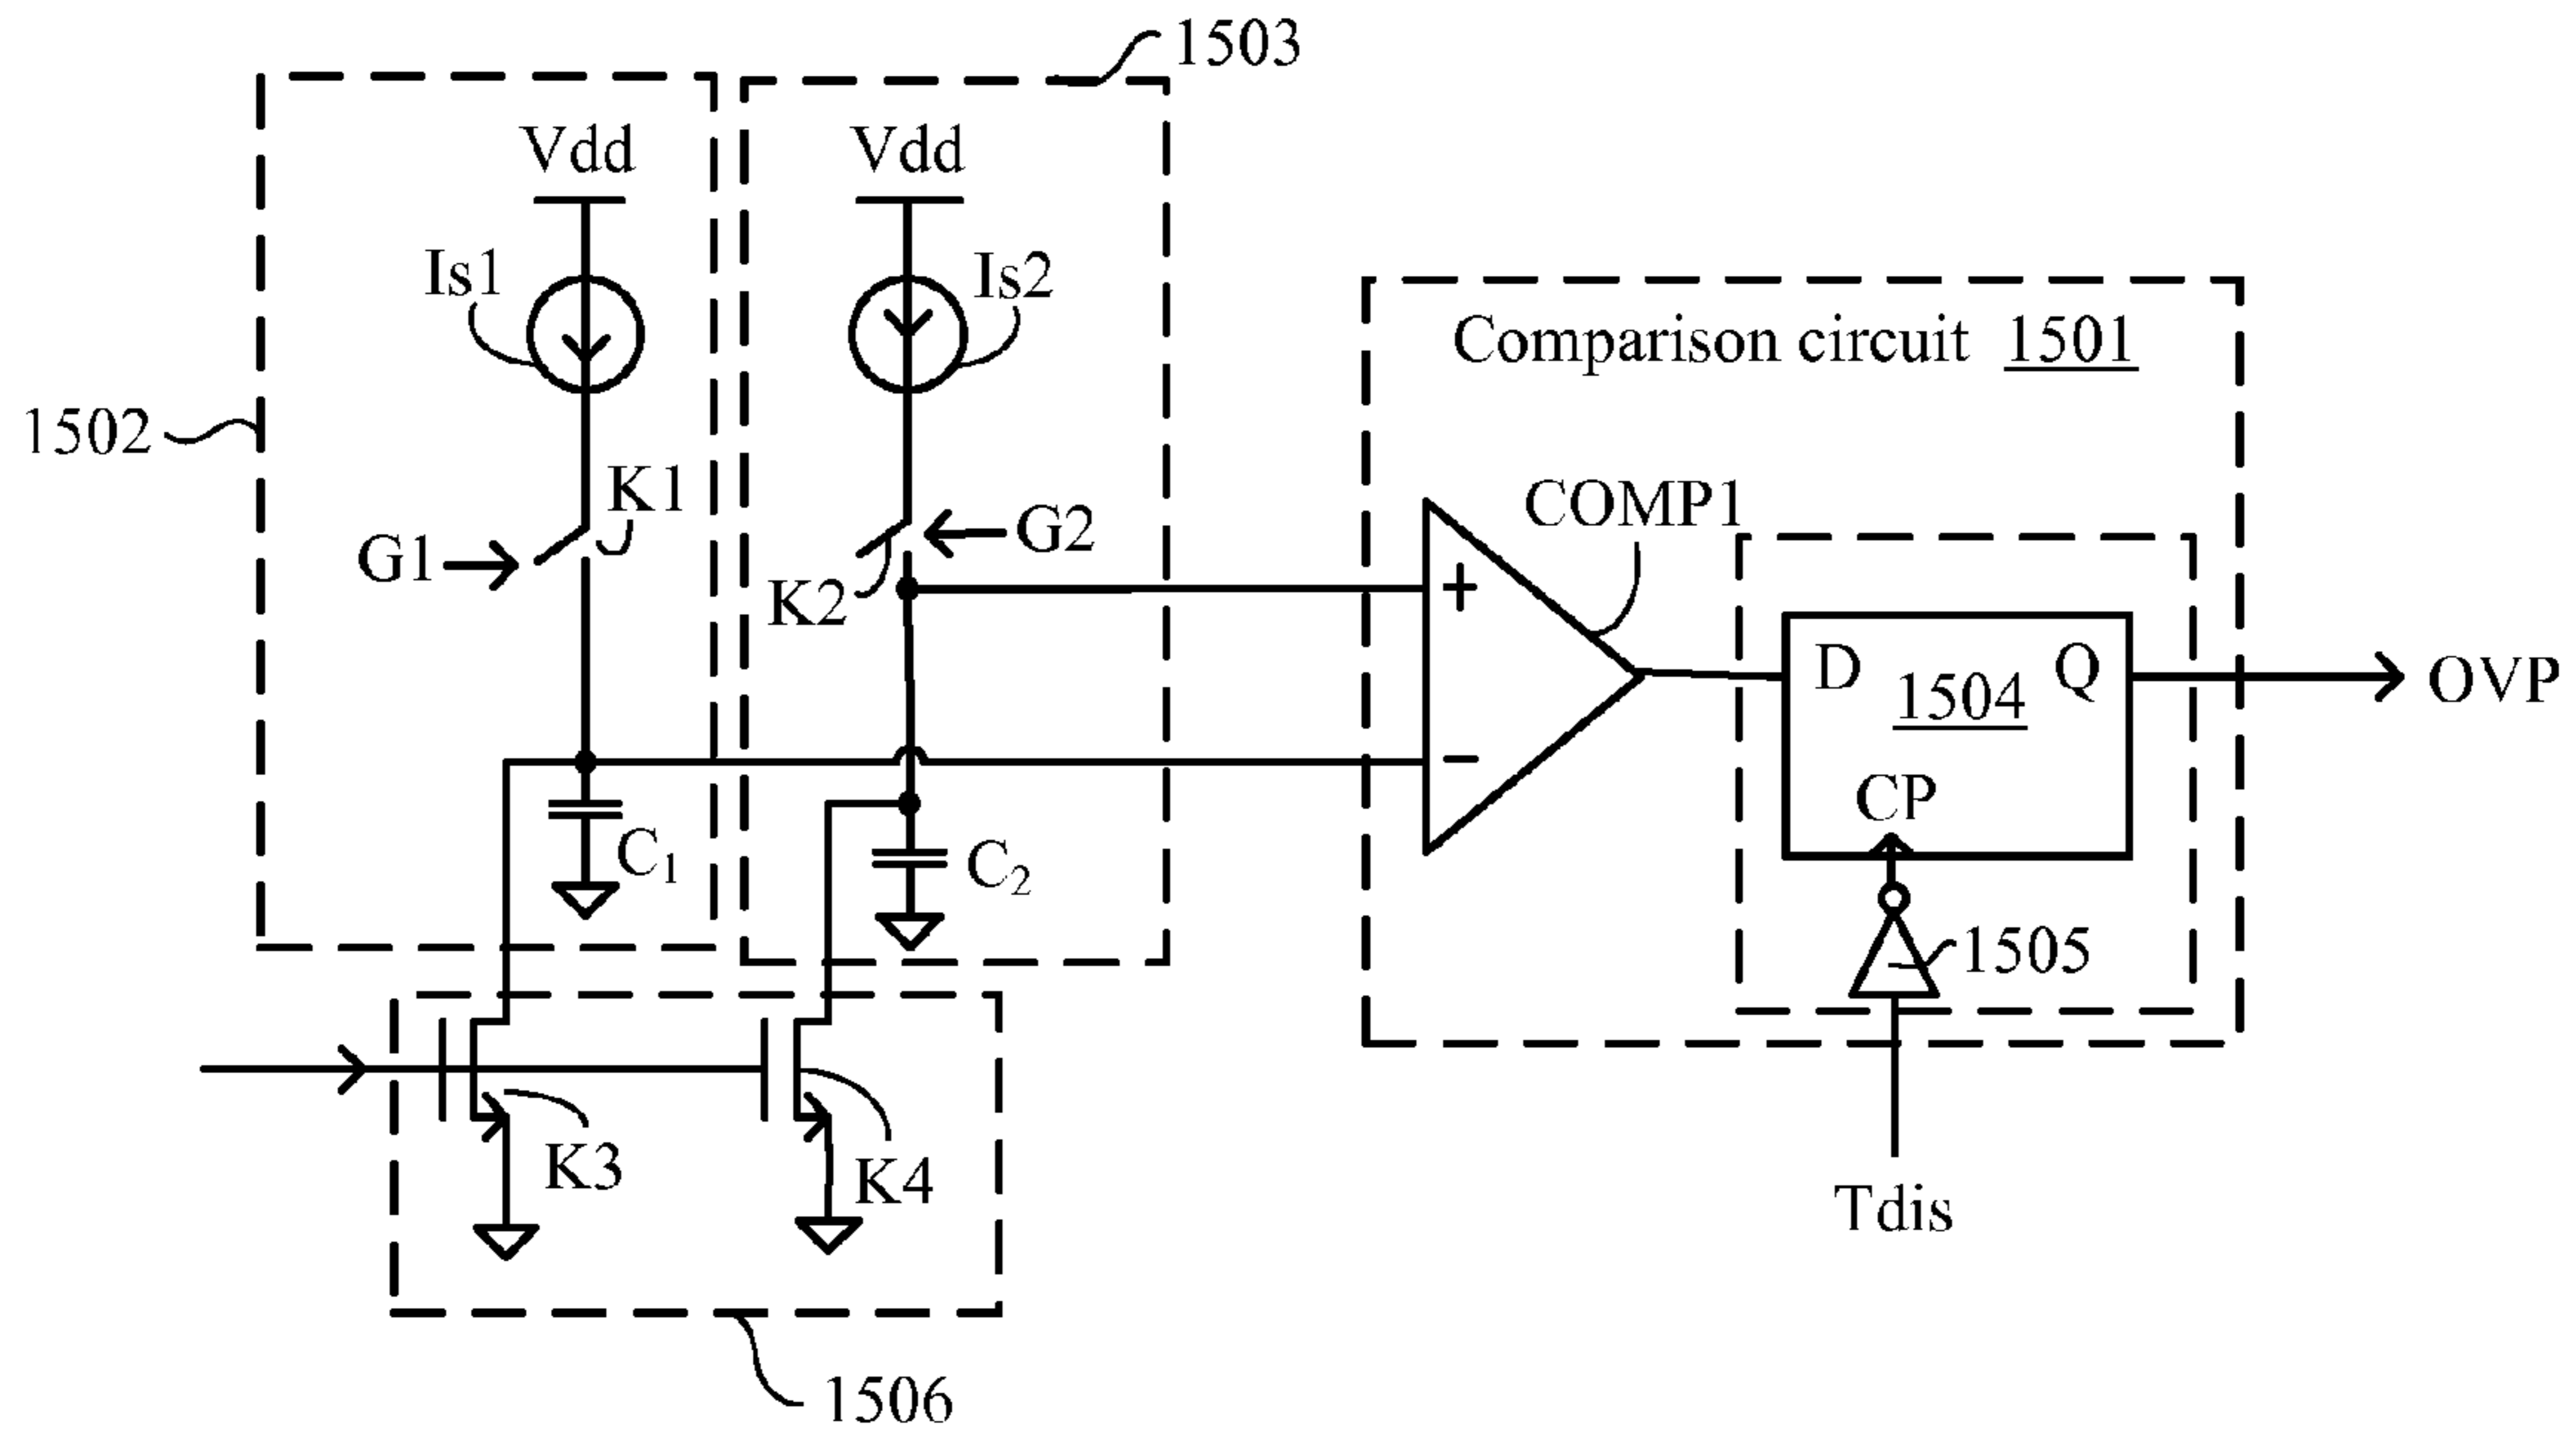 1503
Vdd
Vdd
Is1
Is2
Comparison circuit 1501
1502
K1
COMP1
G1
G2
K2
+
D
1504
Q
OVP
−
CP
C1
C2
1505
K3
K4
Tdis
1506